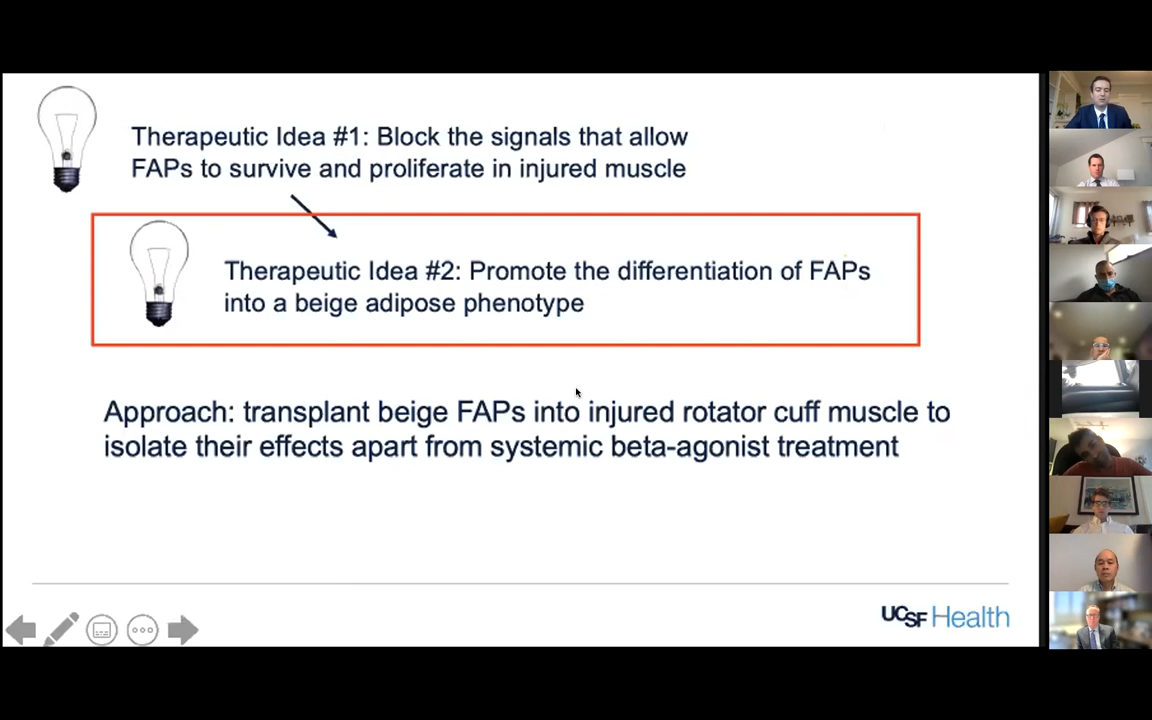 Therapeutic Idea #1: Block the signals that allow
FAPs to survive and proliferate in injured muscle
Therapeutic Idea #2: Promote the differentiation of FAPs
into a beige adipose phenotype
Approach: transplant beige FAPs into injured rotator cuff muscle to
isolate their effects apart from systemic beta-agonist treatment
UCSF Health